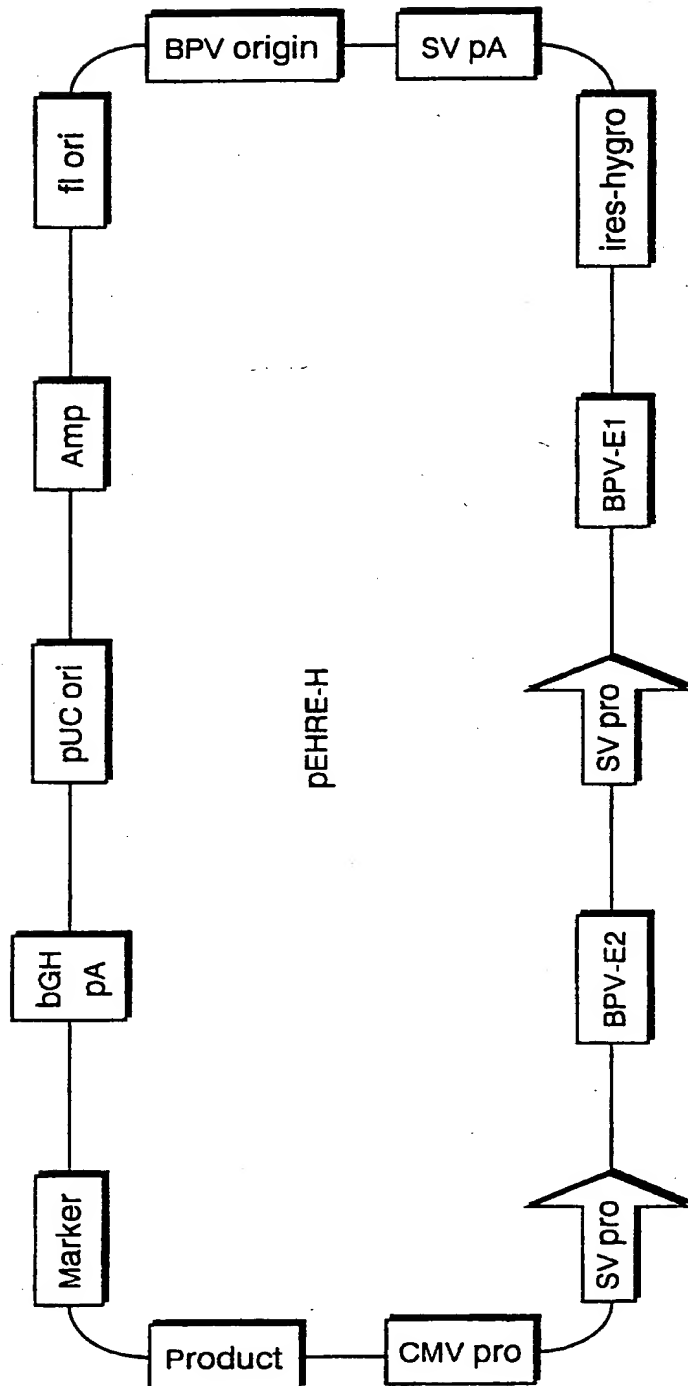 BPV origin
SV pA
fl ori
ires-hygro
Amp
BPV-E1
pUC ori
pEHRE-H
SV pro
bGH
pA
BPV-E2
Marker
SV pro
Product
CMV pro